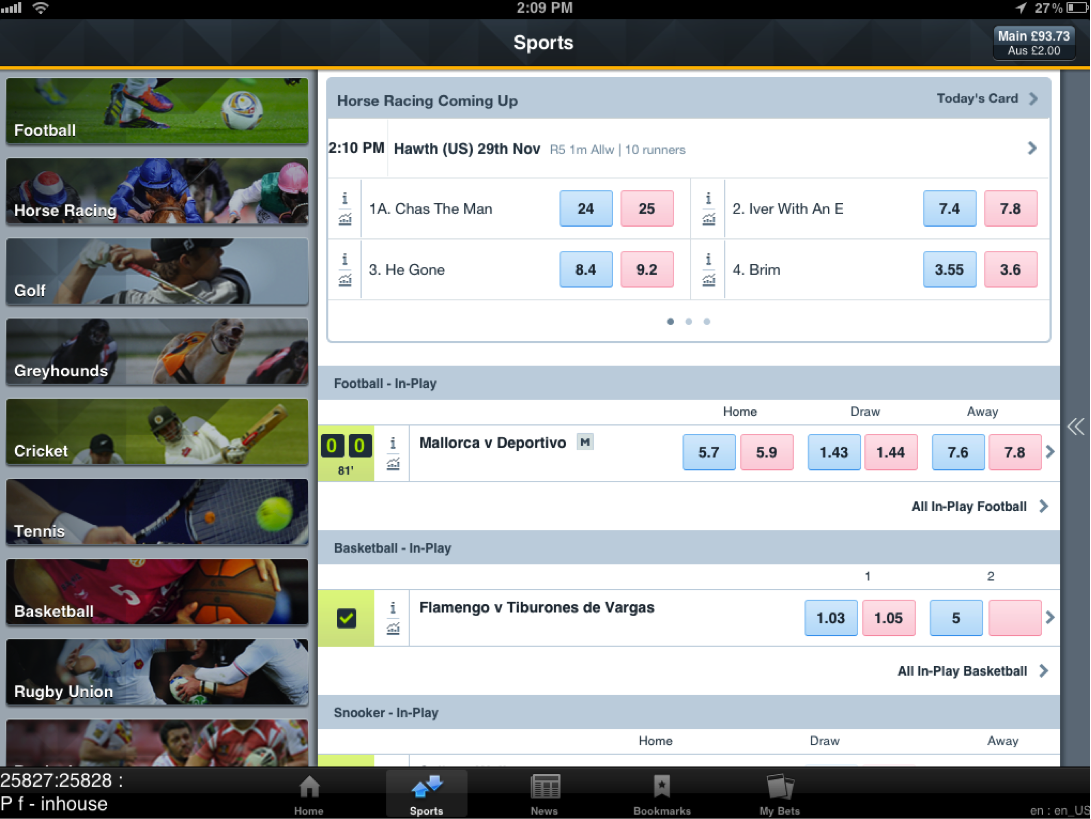 2:09 PM
27%
Sports
Main £93.73
Aus £2.00
Football
Horse Racing
Golf
Greyhounds
Cricket
Tennis
Basketball
Rugby Union
Horse Racing Coming Up
Today's Card
2:10 PM Hawth (US) 29th Nov R5 1m Allw | 10 runners
i 1A. Chas The Man 24 25
i 2. Iver With An E 7.4 7.8
i 3. He Gone 8.4 9.2
i 4. Brim 3.55 3.6
Football - In-Play
Home Draw Away
0 0
81'
i Mallorca v Deportivo M 5.7 5.9 1.43 1.44 7.6 7.8
All In-Play Football
Basketball - In-Play
1 2
i Flamengo v Tiburones de Vargas 1.03 1.05 5
All In-Play Basketball
Snooker - In-Play
Home Draw Away
25827:25828 :
P f - inhouse
Home
Sports
News
Bookmarks
My Bets
en : en_US